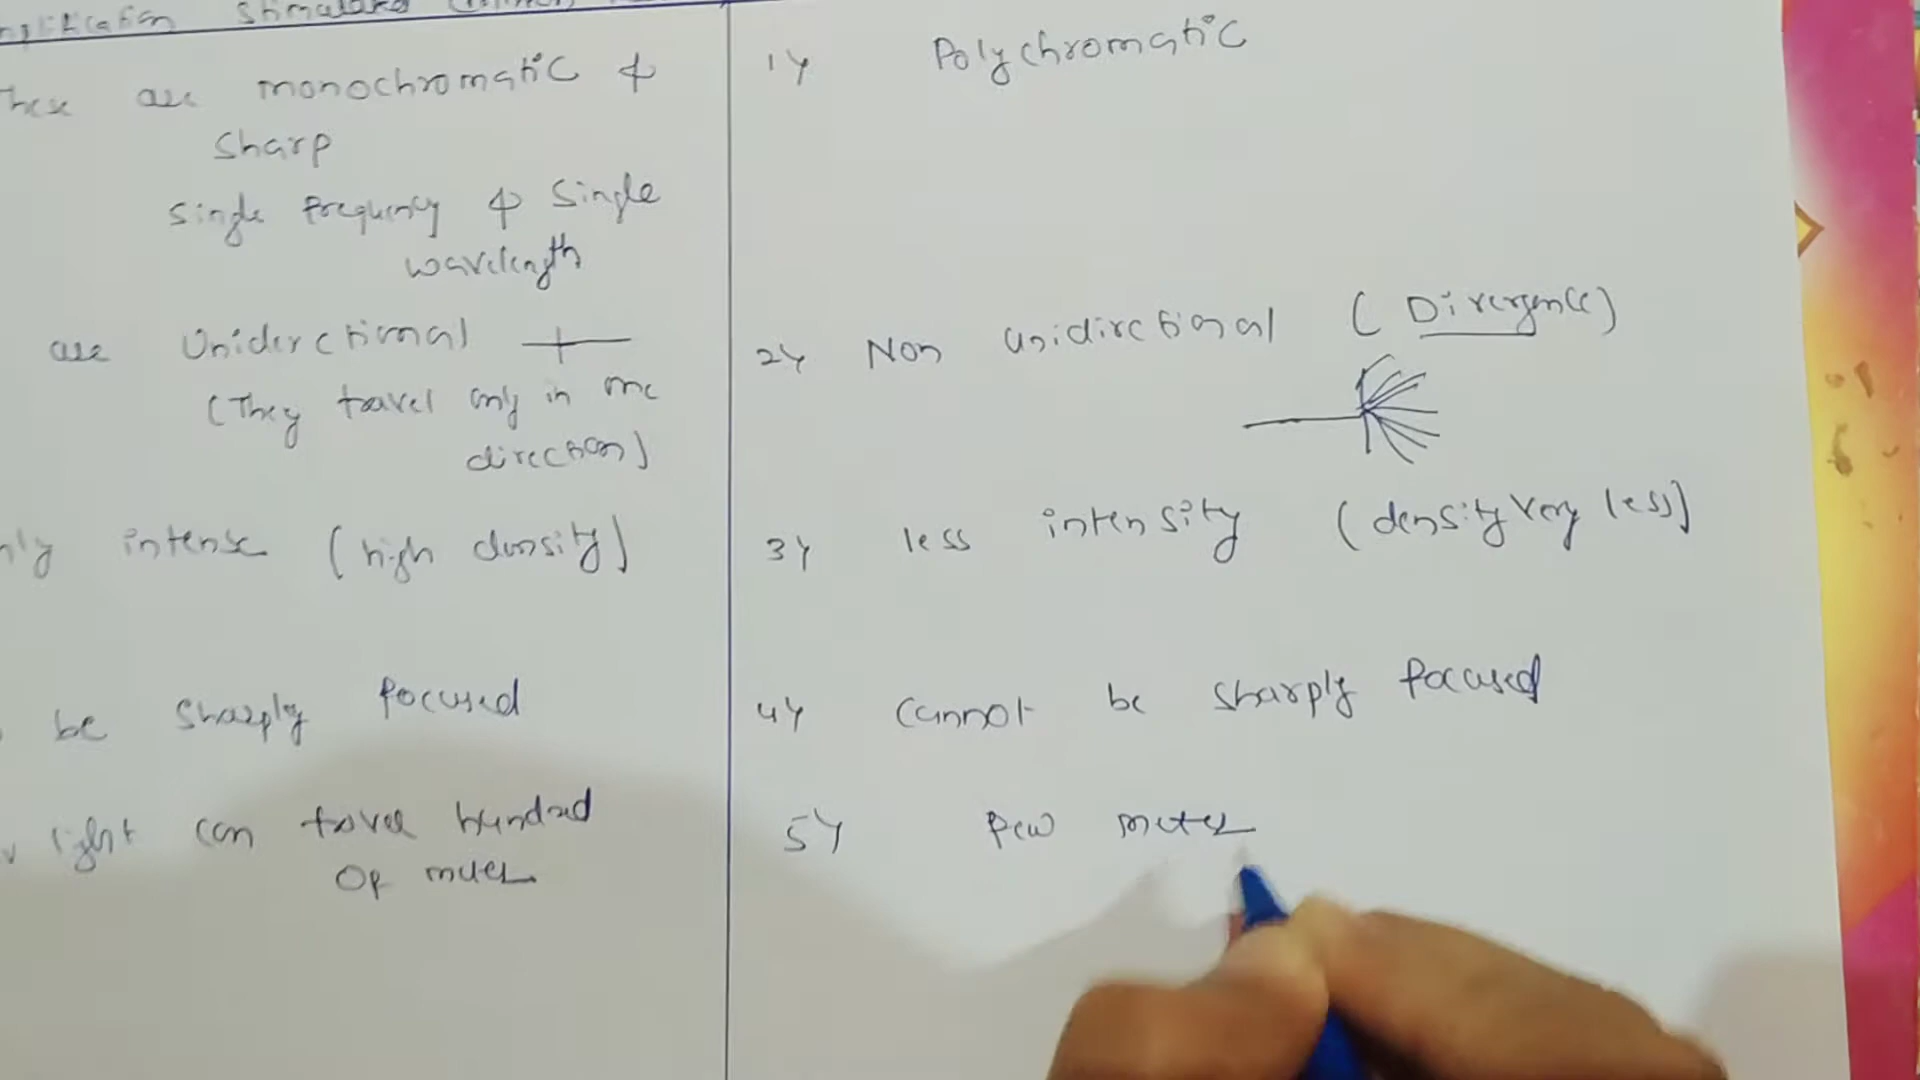 Stimulated
These are monochromatic &
sharp
single frequency & single
wavelength
are Unidirectional
(They travel only in one
direction)
intense (high density)
be sharply focused
light can travel hundred
of meters
1) Polychromatic
2) Non unidirectional (Divergence)
3) less intensity (density very less)
4) cannot be sharply focused
5) few meter